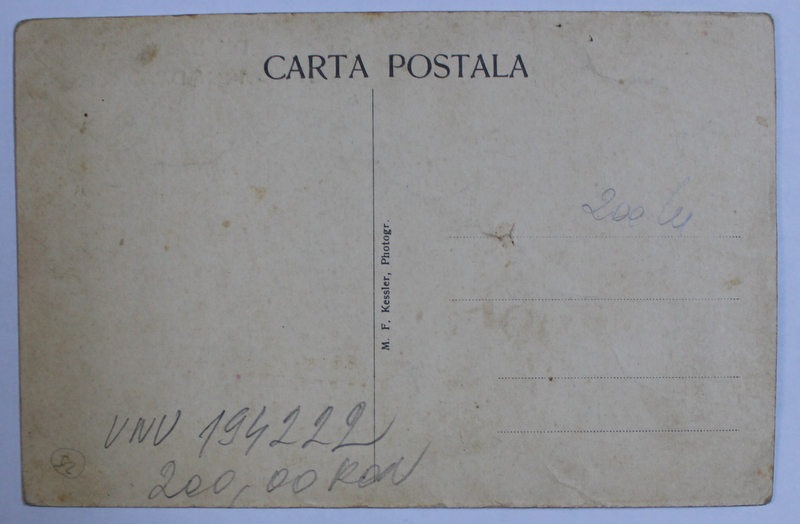 CARTA POSTALA
200 lei
M. F. Kessler, Photogr.
VNV 194222
200,00 RON